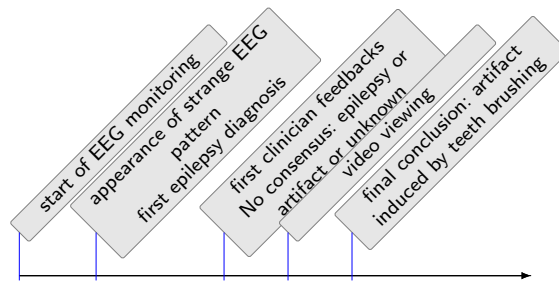 start of EEG monitoring
appearance of strange EEG
pattern
first epilepsy diagnosis
first clinician feedbacks
No consensus: epilepsy or
artifact or unknown
video viewing
final conclusion: artifact
induced by teeth brushing